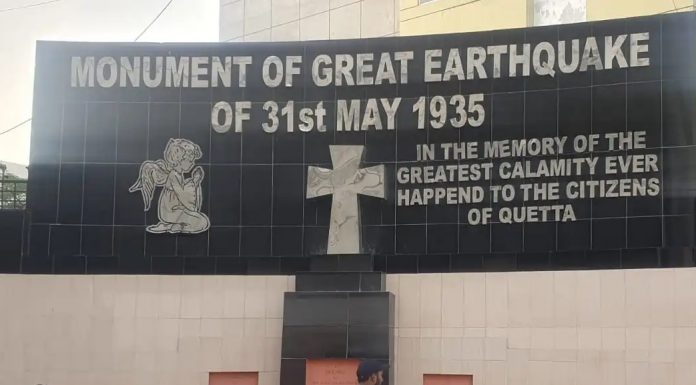 MONUMENT OF GREAT EARTHQUAKE
OF 31st MAY 1935
IN THE MEMORY OF THE
GREATEST CALAMITY EVER
HAPPEND TO THE CITIZENS
OF QUETTA